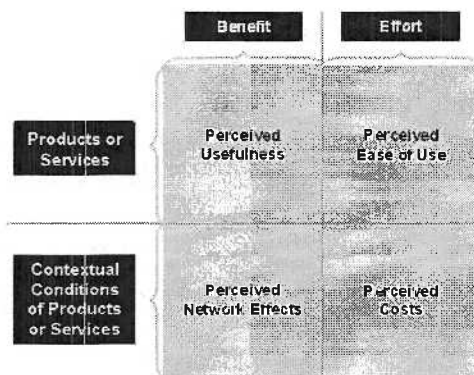 Benefit
Effort
Products or
Services
Perceived
Usefulness
Perceived
Ease of Use
Contextual
Conditions
of Products
or Services
Perceived
Network Effects
Perceived
Costs